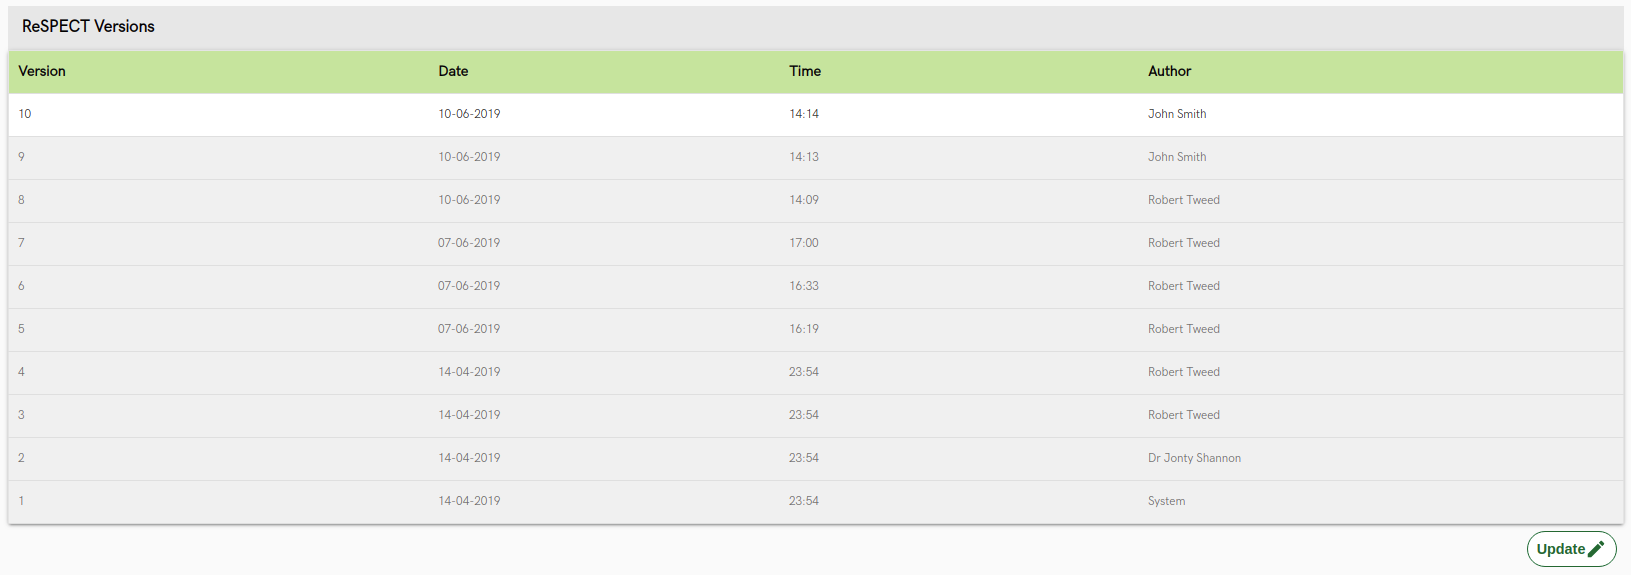 ReSPECT Versions
Version Date Time Author
10 10-06-2019 14:14 John Smith
9 10-06-2019 14:13 John Smith
8 10-06-2019 14:09 Robert Tweed
7 07-06-2019 17:00 Robert Tweed
6 07-06-2019 16:33 Robert Tweed
5 07-06-2019 16:19 Robert Tweed
4 14-04-2019 23:54 Robert Tweed
3 14-04-2019 23:54 Robert Tweed
2 14-04-2019 23:54 Dr Jonty Shannon
1 14-04-2019 23:54 System
Update